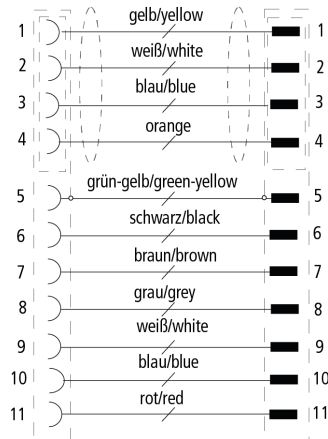 1 gelb/yellow 1
2 weiß/white 2
3 blau/blue 3
4 orange 4
5 grün-gelb/green-yellow 5
6 schwarz/black 6
7 braun/brown 7
8 grau/grey 8
9 weiß/white 9
10 blau/blue 10
11 rot/red 11